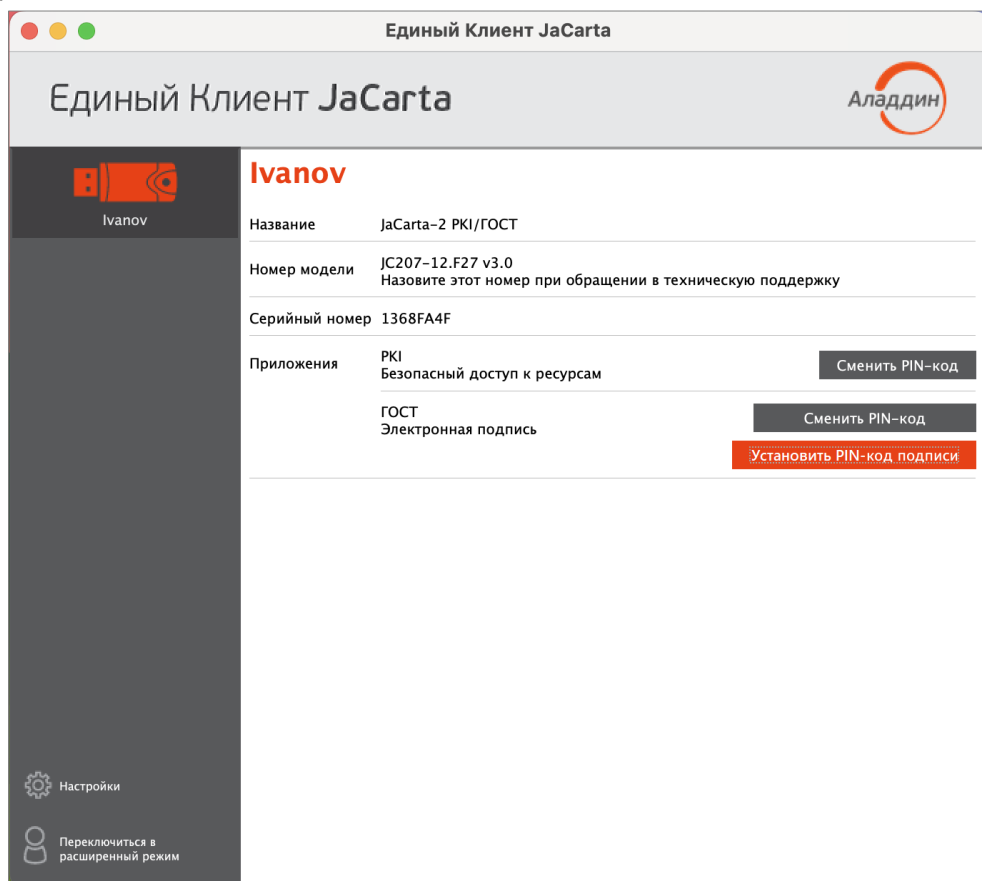 Единый Клиент JaCarta
Единый Клиент JaCarta
Аладдин
Ivanov
Ivanov
Название JaCarta-2 PKI/ГОСТ
Номер модели JC207-12.F27 v3.0
Назовите этот номер при обращении в техническую поддержку
Серийный номер 1368FA4F
Приложения PKI
Безопасный доступ к ресурсам
Сменить PIN-код
ГОСТ
Электронная подпись
Сменить PIN-код
Установить PIN-код подписи
Настройки
Переключиться в
расширенный режим